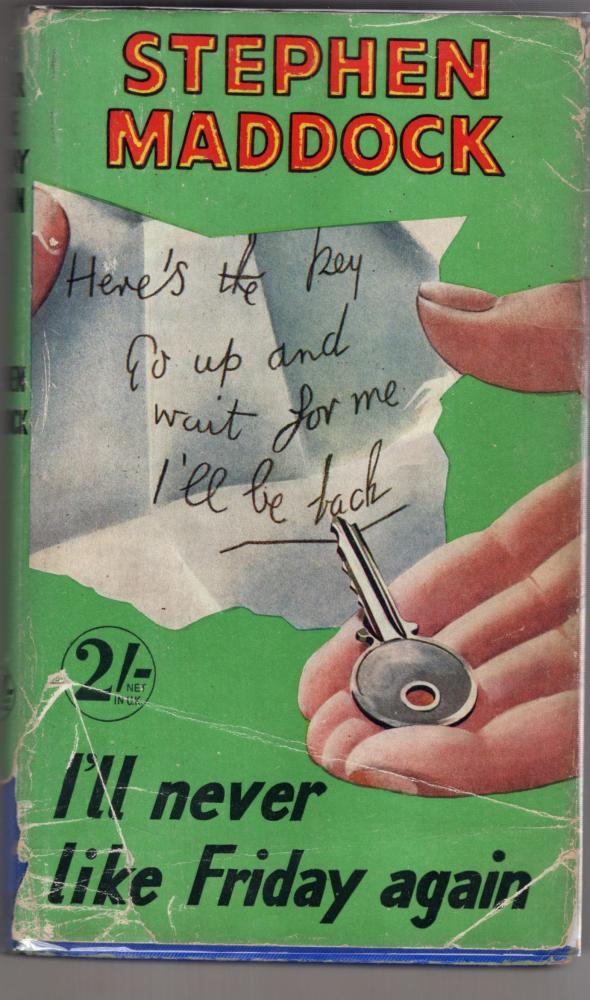 STEPHEN
MADDOCK
Here's the key
Go up and
wait for me
I'll be back
2/-
NET
IN U.K.
I'll never
like Friday again